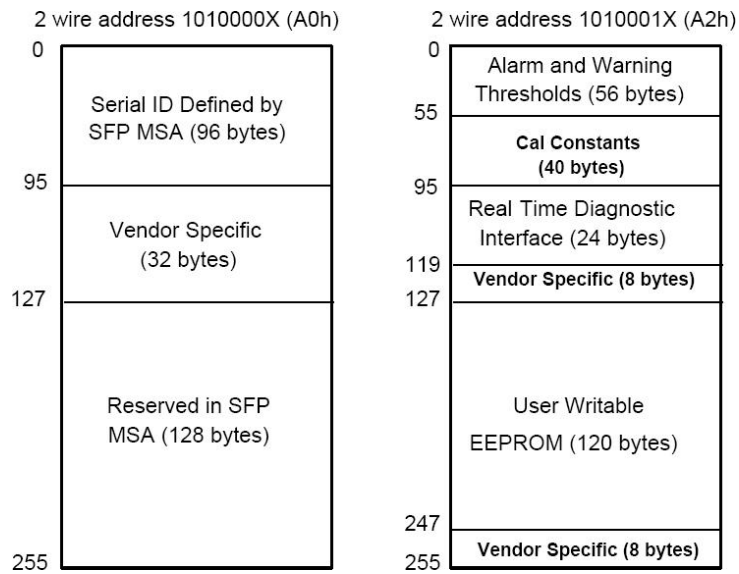 2 wire address 1010000X (A0h)
0
Serial ID Defined by
SFP MSA (96 bytes)
95
Vendor Specific
(32 bytes)
127
Reserved in SFP
MSA (128 bytes)
255
2 wire address 1010001X (A2h)
0
Alarm and Warning
Thresholds (56 bytes)
55
Cal Constants
(40 bytes)
95
Real Time Diagnostic
Interface (24 bytes)
119
Vendor Specific (8 bytes)
127
User Writable
EEPROM (120 bytes)
247
Vendor Specific (8 bytes)
255